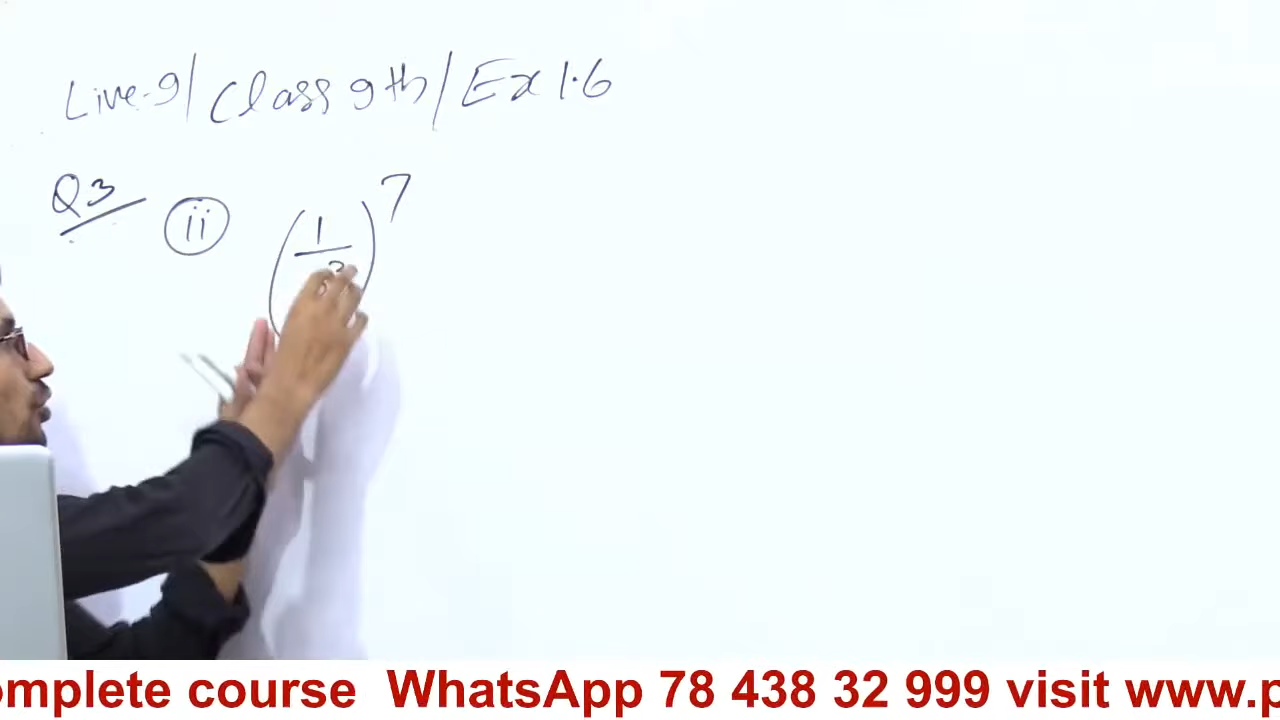 Live-9/ Class 9th/ Ex 1.6
Q3 (ii) (1/3)7
omplete course WhatsApp 78 438 32 999 visit www.p